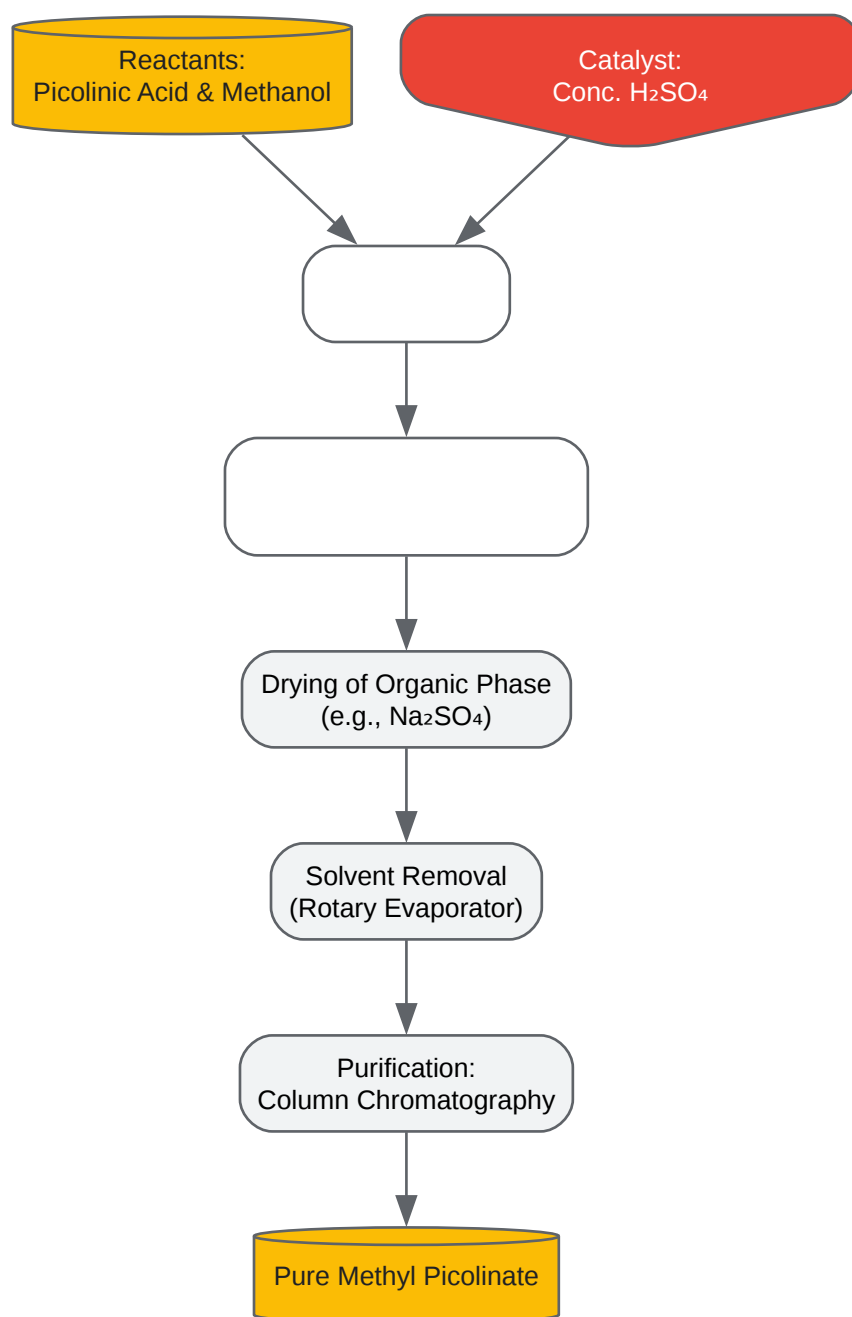 Reactants:
Picolinic Acid & Methanol
Catalyst:
Conc. H₂SO₄
Drying of Organic Phase
(e.g., Na₂SO₄)
Solvent Removal
(Rotary Evaporator)
Purification:
Column Chromatography
Pure Methyl Picolinate